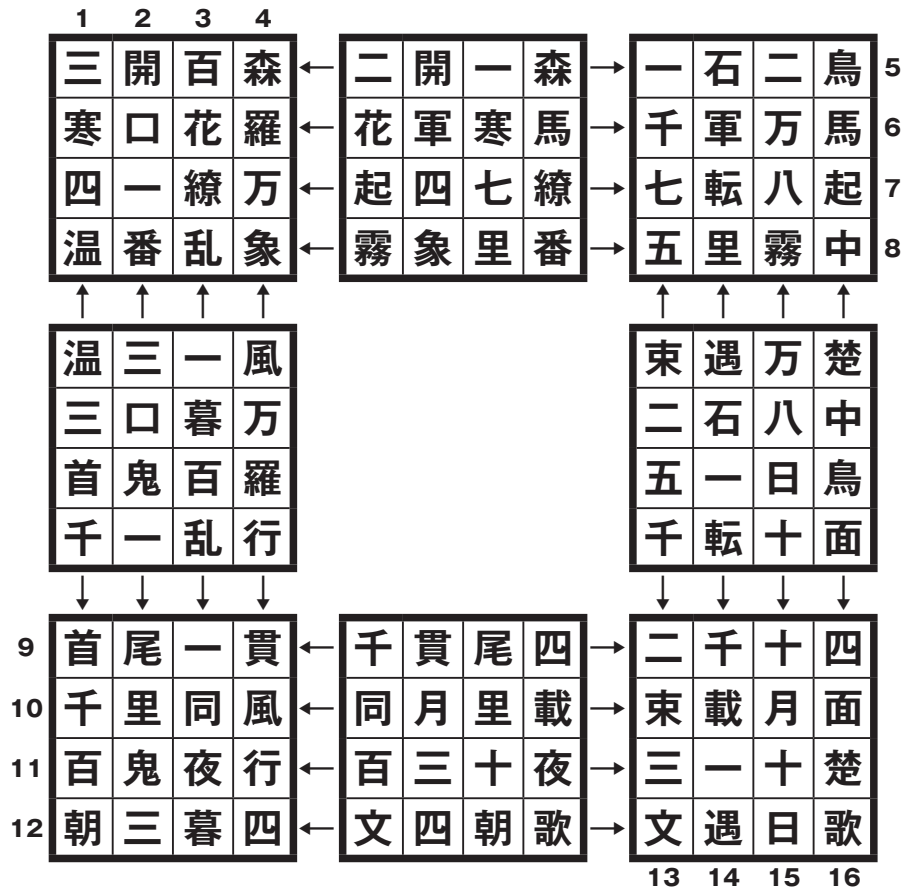 1 2 3 4
三開百森 ← 二開一森 → 一石二鳥 5
寒口花羅 ← 花軍寒馬 → 千軍万馬 6
四一繚万 ← 起四七繚 → 七転八起 7
温番乱象 ← 霧象里番 → 五里霧中 8
↑ ↑ ↑ ↑ ↑ ↑ ↑ ↑
温三一風 束遇万楚
三口暮万 二石八中
首鬼百羅 五一日鳥
千一乱行 千転十面
↓ ↓ ↓ ↓ ↓ ↓ ↓ ↓
9 首尾一貫 ← 千貫尾四 → 二千十四
10 千里同風 ← 同月里載 → 束載月面
11 百鬼夜行 ← 百三十夜 → 三一十楚
12 朝三暮四 ← 文四朝歌 → 文遇日歌
13 14 15 16